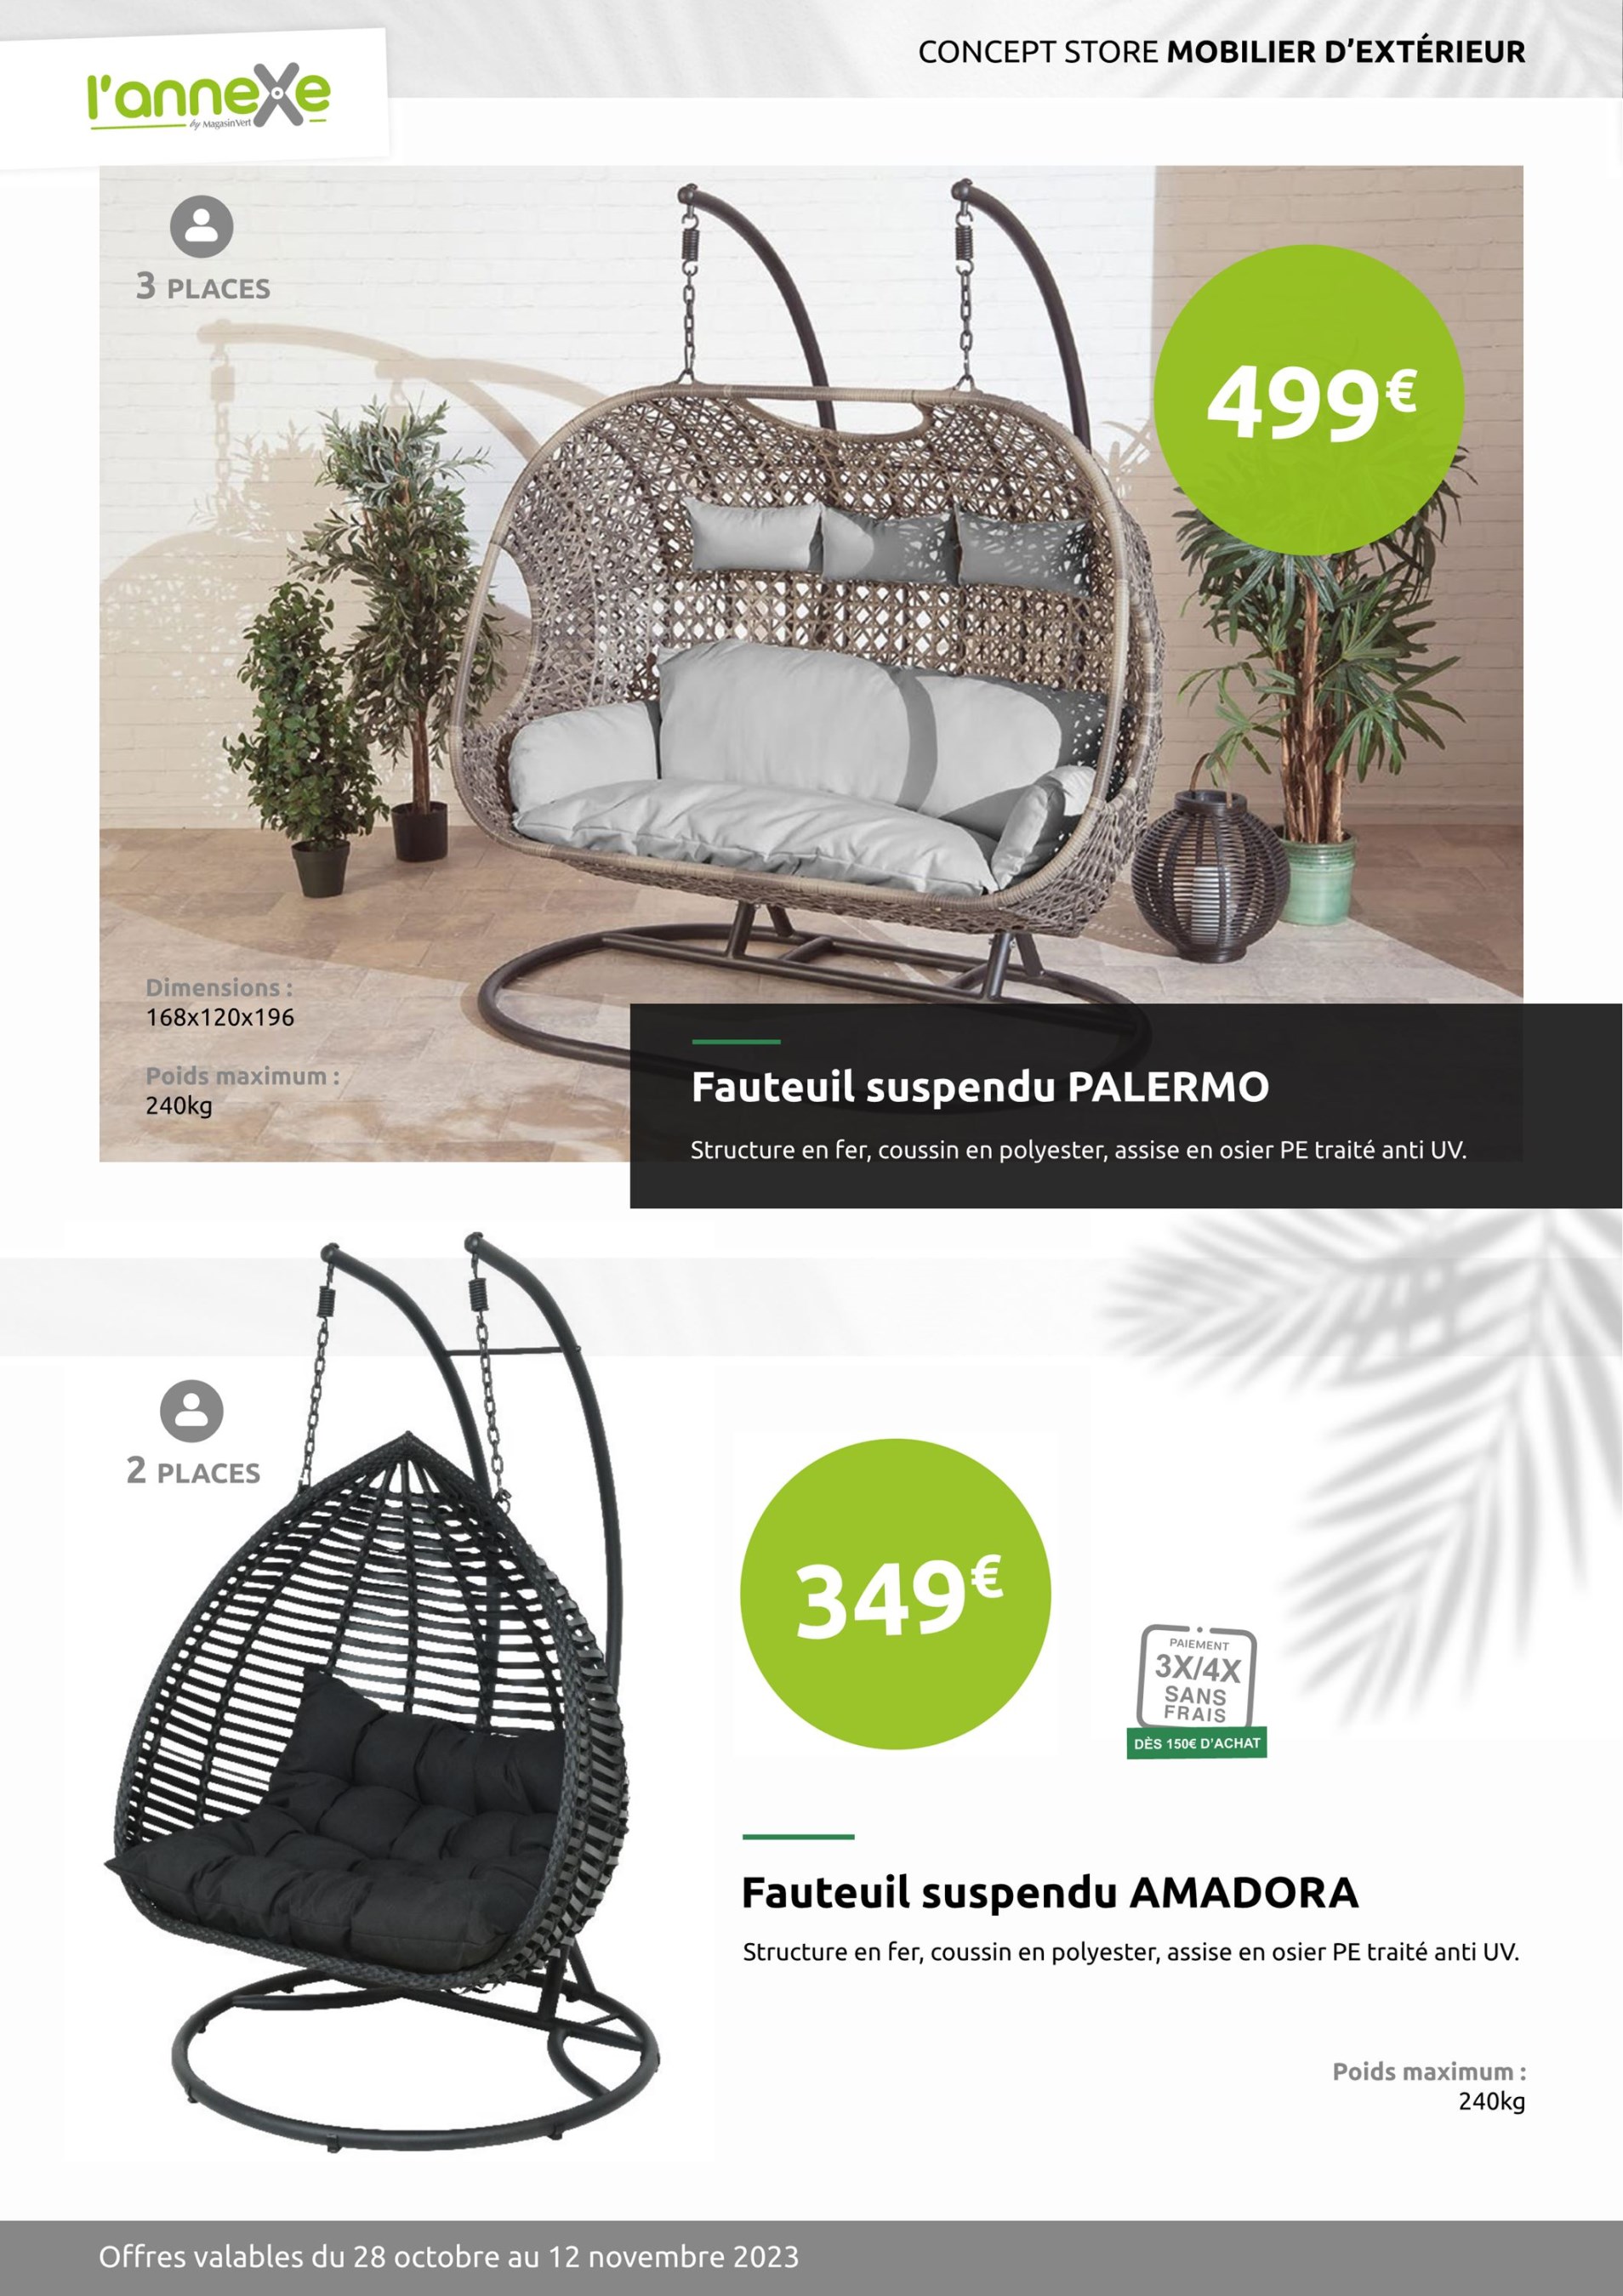 l'annexe
by MagasinVert
CONCEPT STORE MOBILIER D'EXTÉRIEUR
3 PLACES
499€
Dimensions :
168x120x196
Poids maximum :
240kg
Fauteuil suspendu PALERMO
Structure en fer, coussin en polyester, assise en osier PE traité anti UV.
2 PLACES
349€
PAIEMENT
3X/4X
SANS
FRAIS
DÈS 150€ D'ACHAT
Fauteuil suspendu AMADORA
Structure en fer, coussin en polyester, assise en osier PE traité anti UV.
Poids maximum :
240kg
Offres valables du 28 octobre au 12 novembre 2023